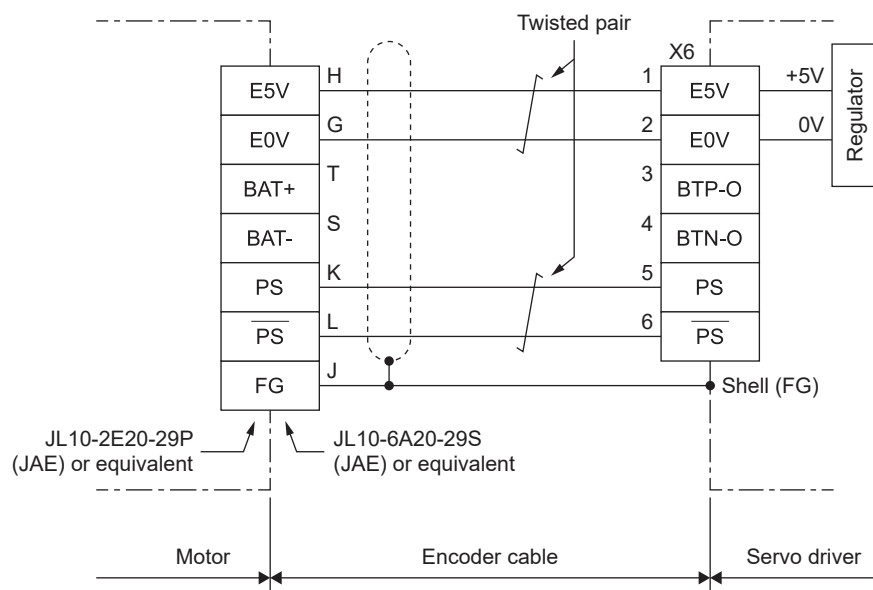 Twisted pair
X6
E5V H 1 E5V +5V
E0V G 2 E0V 0V
Regulator
BAT+ T 3 BTP-O
BAT- S 4 BTN-O
PS K 5 PS
PS L 6 PS
FG J Shell (FG)
JL10-2E20-29P
(JAE) or equivalent
JL10-6A20-29S
(JAE) or equivalent
Motor Encoder cable Servo driver